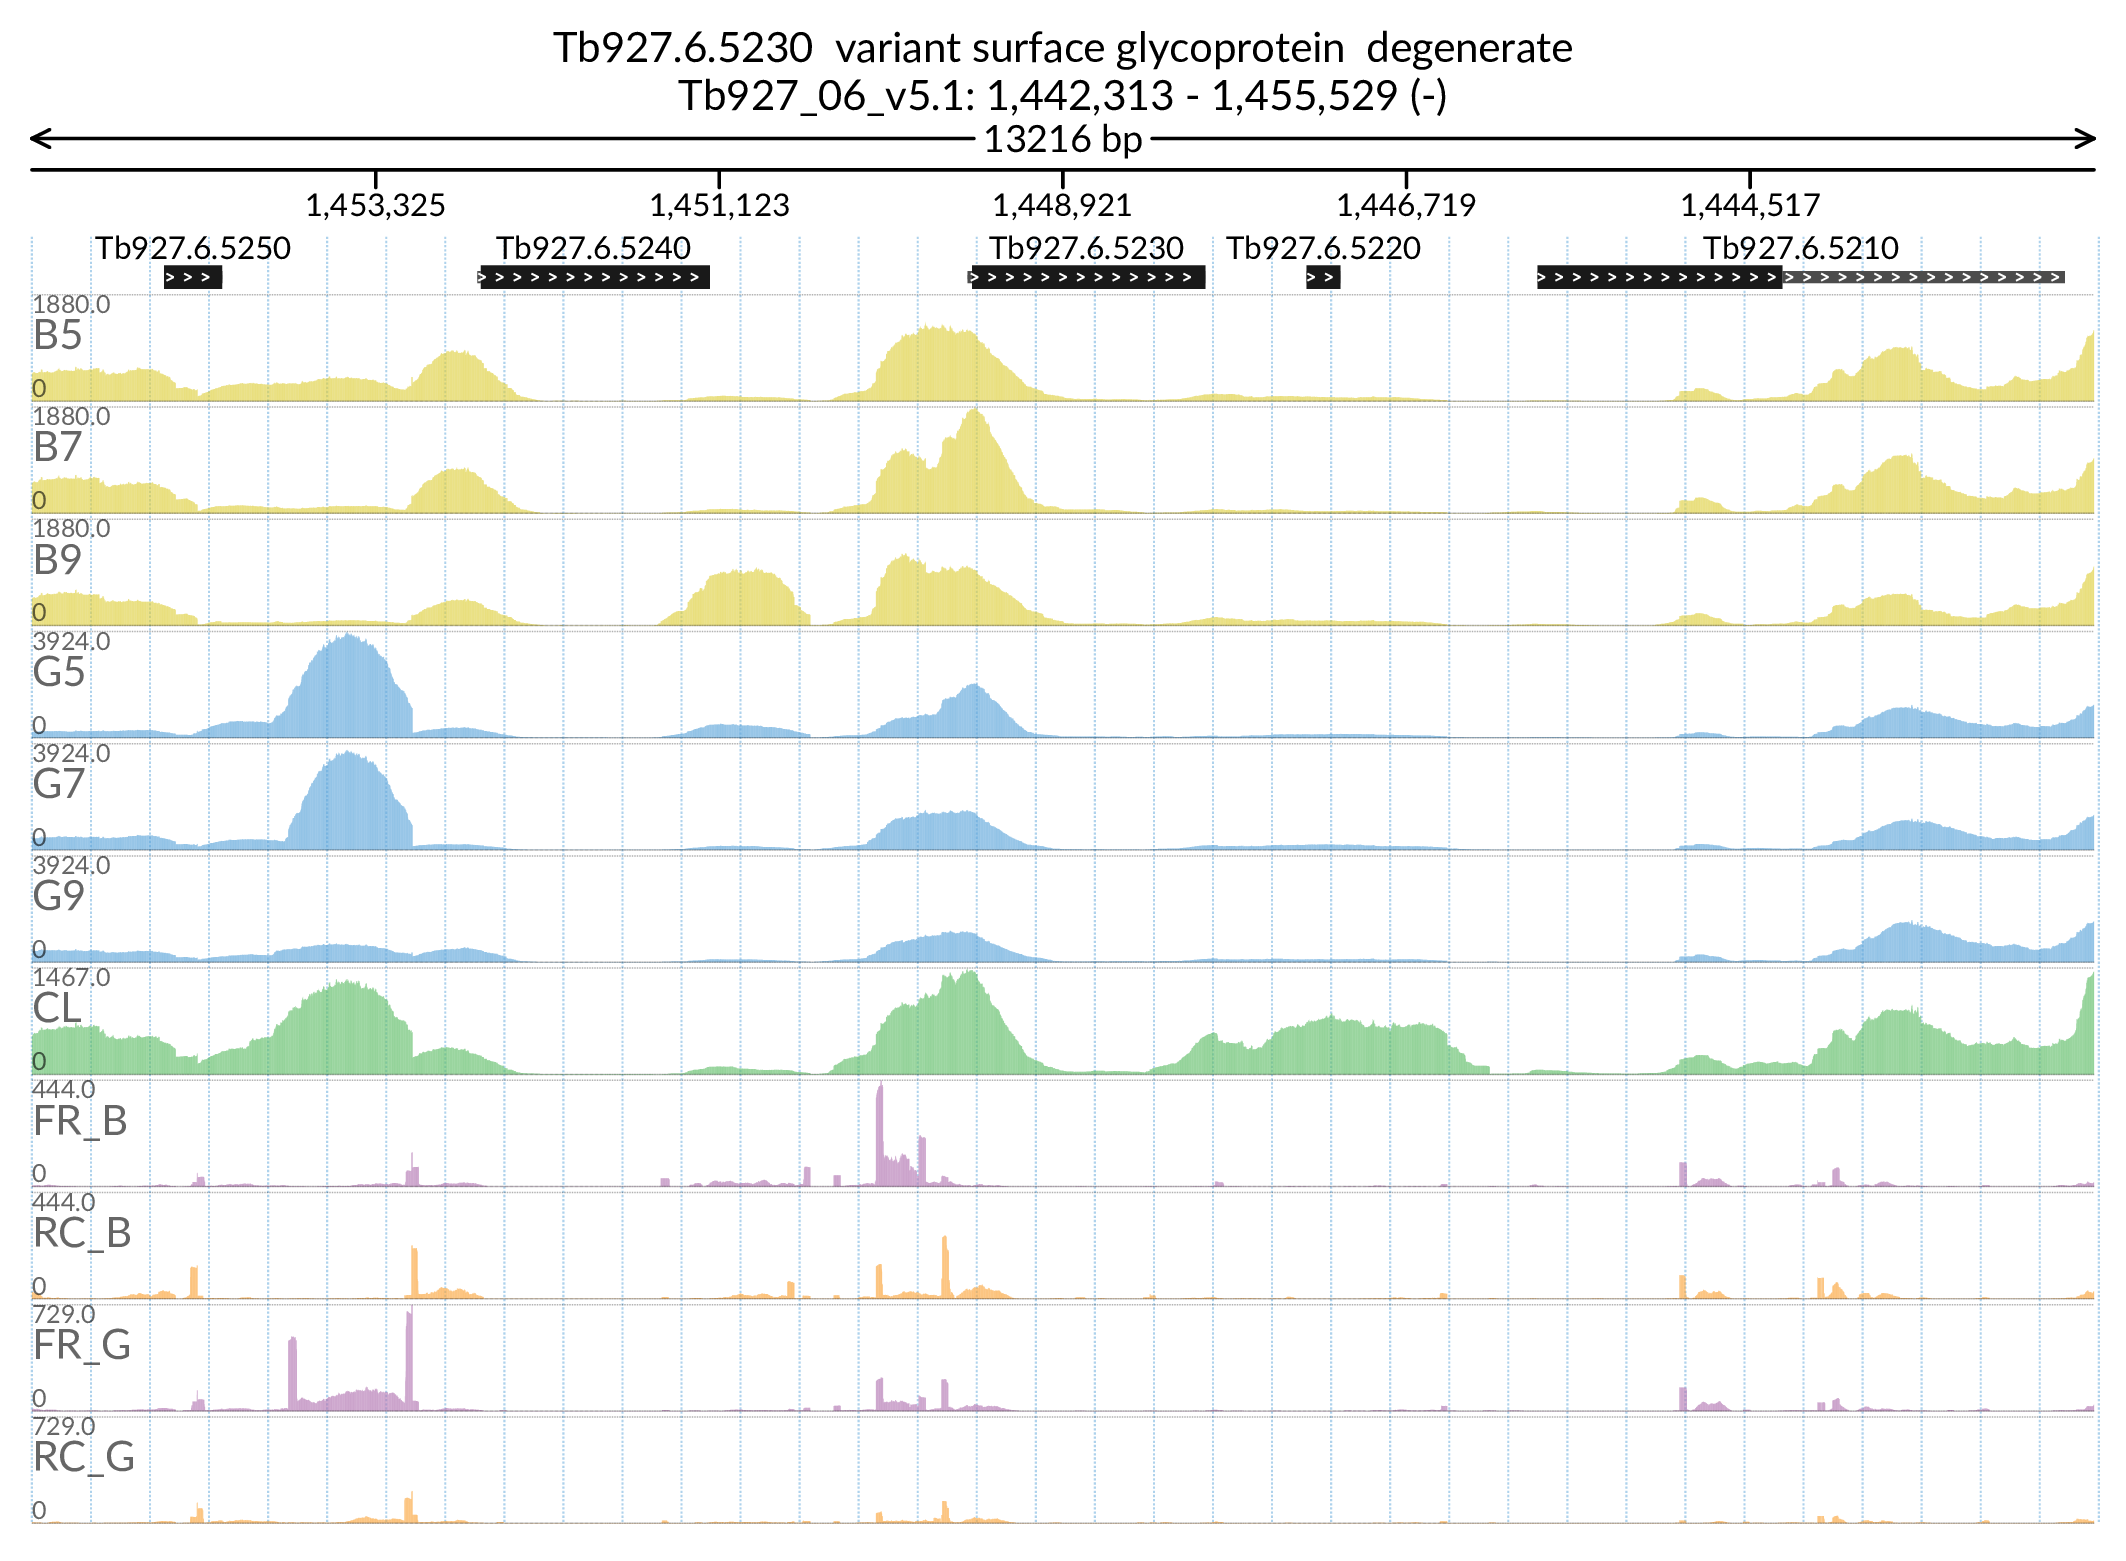 Tb927.6.5230  variant surface glycoprotein  degenerate
Tb927_06_v5.1: 1,442,313 - 1,455,529 (-)
13216 bp
1,453,325 1,451,123 1,448,921 1,446,719 1,444,517
Tb927.6.5250 Tb927.6.5240 Tb927.6.5230 Tb927.6.5220 Tb927.6.5210
1880.0
B5
0
1880.0
B7
0
1880.0
B9
0
3924.0
G5
0
3924.0
G7
0
3924.0
G9
0
1467.0
CL
0
444.0
FR_B
0
444.0
RC_B
0
729.0
FR_G
0
729.0
RC_G
0